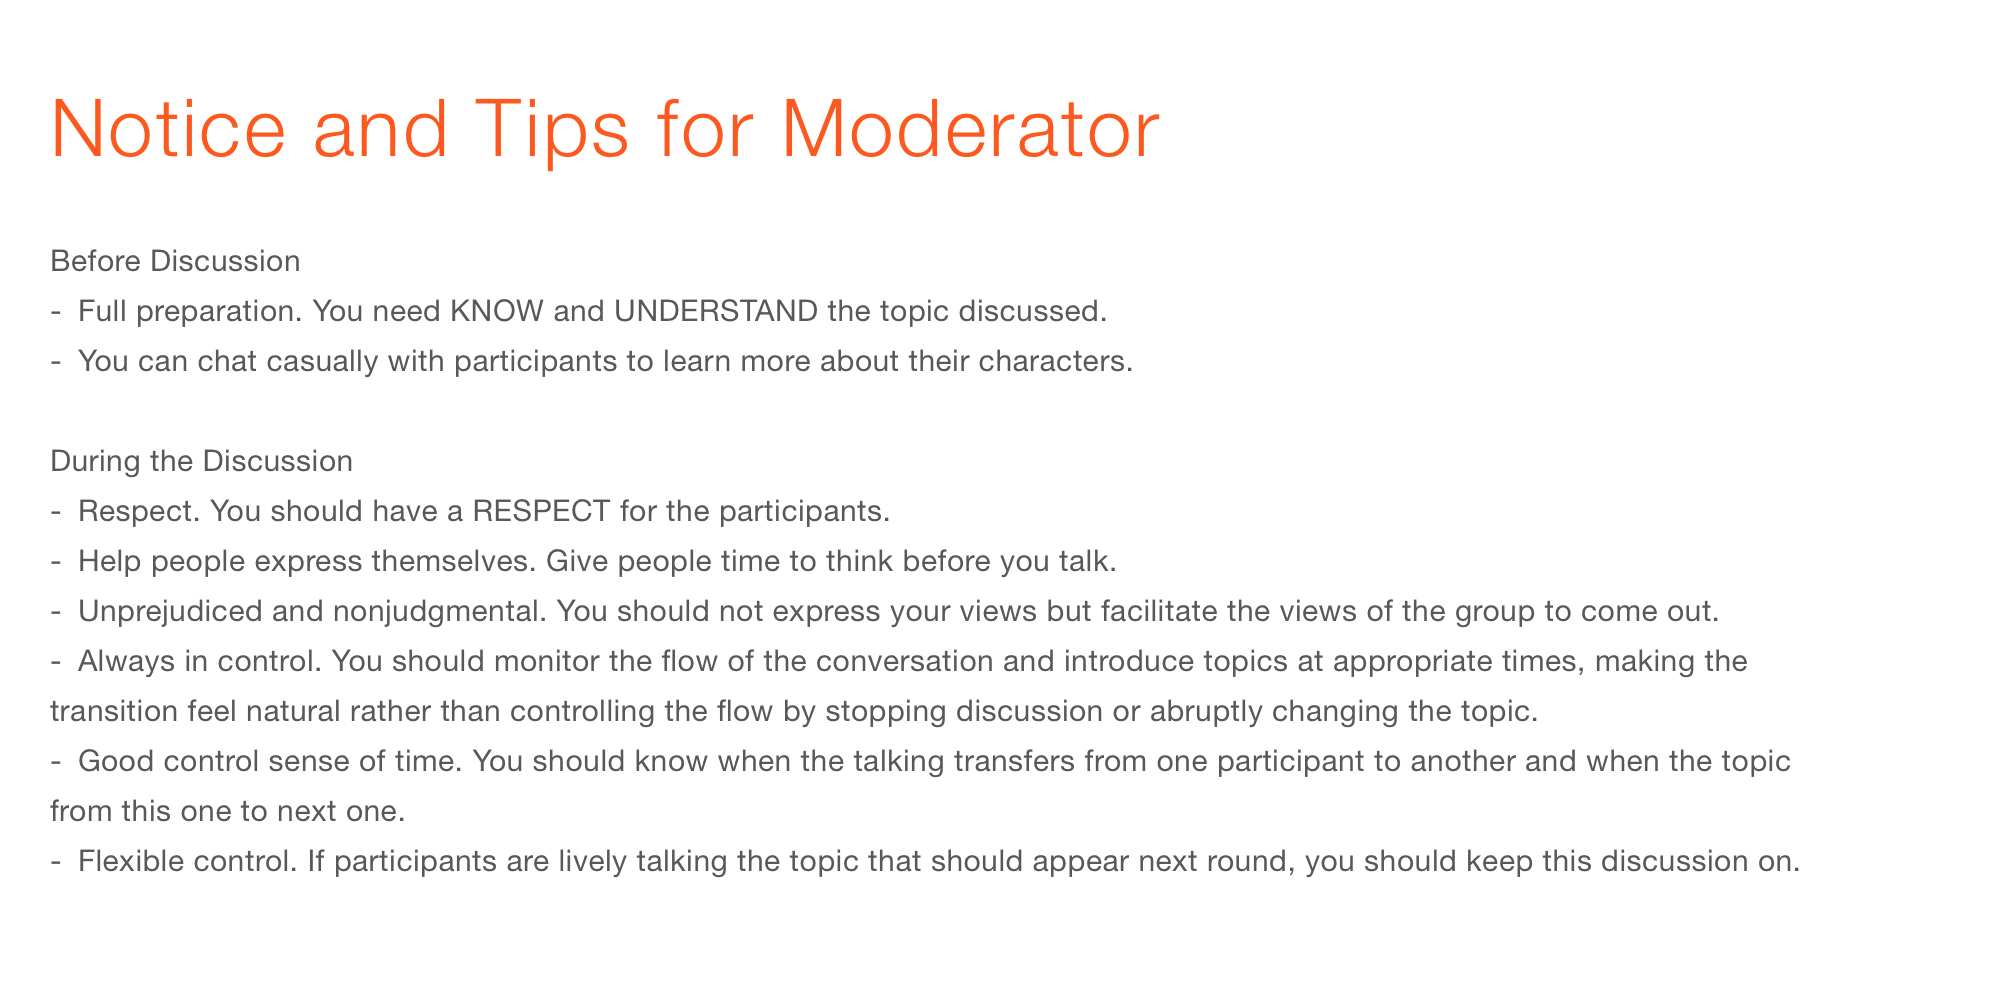 Notice and Tips for Moderator
Before Discussion
- Full preparation. You need KNOW and UNDERSTAND the topic discussed.
- You can chat casually with participants to learn more about their characters.
During the Discussion
- Respect. You should have a RESPECT for the participants.
- Help people express themselves. Give people time to think before you talk.
- Unprejudiced and nonjudgmental. You should not express your views but facilitate the views of the group to come out.
- Always in control. You should monitor the flow of the conversation and introduce topics at appropriate times, making the
transition feel natural rather than controlling the flow by stopping discussion or abruptly changing the topic.
- Good control sense of time. You should know when the talking transfers from one participant to another and when the topic
from this one to next one.
- Flexible control. If participants are lively talking the topic that should appear next round, you should keep this discussion on.